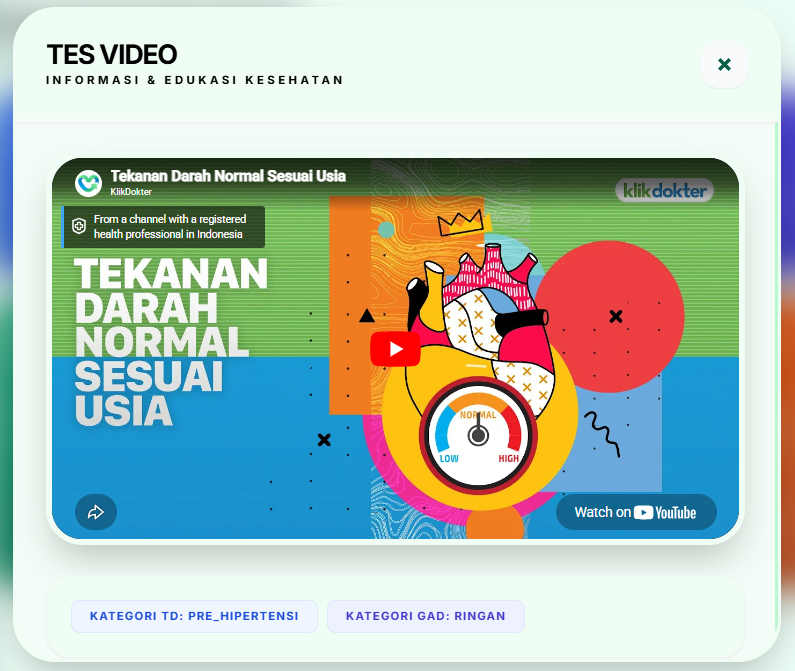 TES VIDEO
INFORMASI & EDUKASI KESEHATAN
Tekanan Darah Normal Sesuai Usia
KlikDokter
klikdokter
From a channel with a registered
health professional in Indonesia
TEKANAN
DARAH
NORMAL
SESUAI
USIA
NORMAL
LOW
HIGH
Watch on YouTube
KATEGORI TD: PRE_HIPERTENSI
KATEGORI GAD: RINGAN